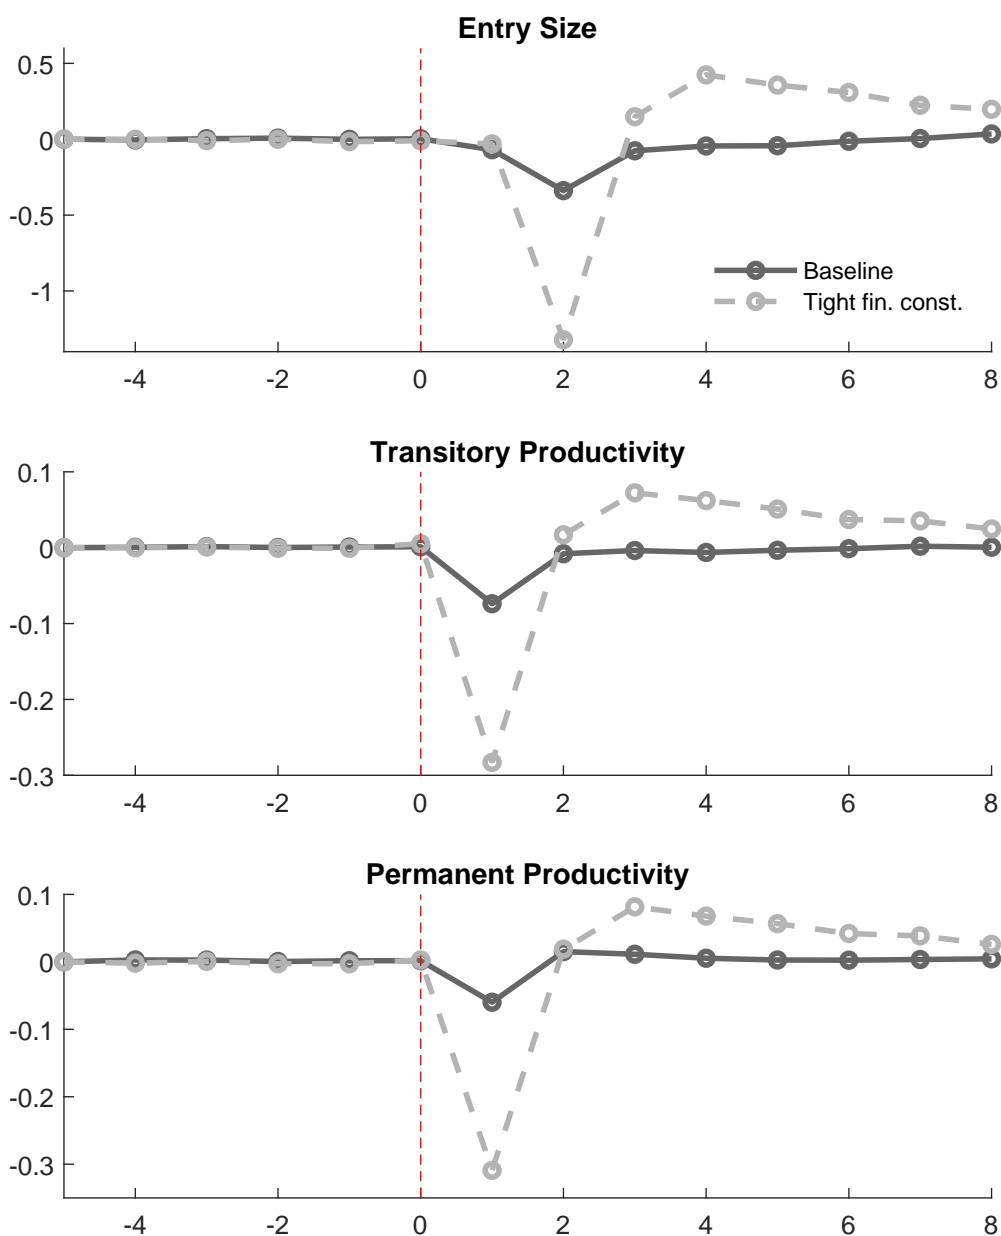 Entry Size
0.5
0
-0.5
-1
Baseline
Tight fin. const.
-4 -2 0 2 4 6 8
Transitory Productivity
0.1
0
-0.1
-0.2
-0.3
-4 -2 0 2 4 6 8
Permanent Productivity
0.1
0
-0.1
-0.2
-0.3
-4 -2 0 2 4 6 8